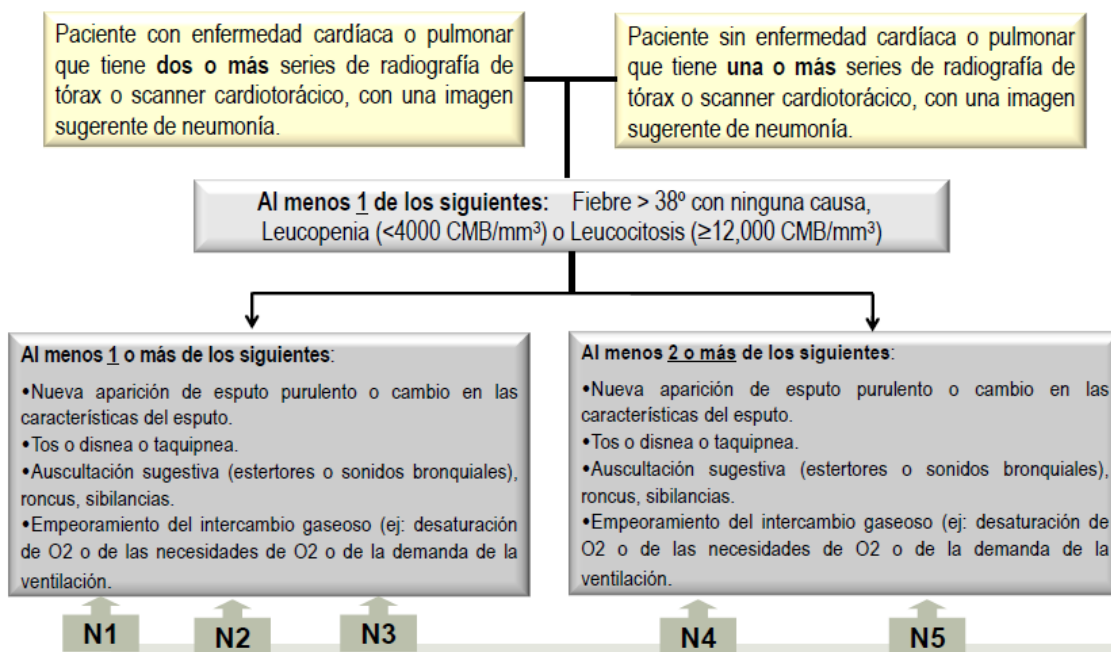 Paciente con enfermedad cardíaca o pulmonar
que tiene dos o más series de radiografía de
tórax o scanner cardiotorácico, con una imagen
sugerente de neumonía.
Paciente sin enfermedad cardíaca o pulmonar
que tiene una o más series de radiografía de
tórax o scanner cardiotorácico, con una imagen
sugerente de neumonía.
Al menos 1 de los siguientes: Fiebre > 38º con ninguna causa,
Leucopenia (<4000 CMB/mm³) o Leucocitosis (≥12,000 CMB/mm³)
Al menos 1 o más de los siguientes:
•Nueva aparición de esputo purulento o cambio en las
características del esputo.
•Tos o disnea o taquipnea.
•Auscultación sugestiva (estertores o sonidos bronquiales),
roncus, sibilancias.
•Empeoramiento del intercambio gaseoso (ej: desaturación
de O2 o de las necesidades de O2 o de la demanda de la
ventilación.
Al menos 2 o más de los siguientes:
•Nueva aparición de esputo purulento o cambio en las
características del esputo.
•Tos o disnea o taquipnea.
•Auscultación sugestiva (estertores o sonidos bronquiales),
roncus, sibilancias.
•Empeoramiento del intercambio gaseoso (ej: desaturación de
O2 o de las necesidades de O2 o de la demanda de la
ventilación.
N1
N2
N3
N4
N5